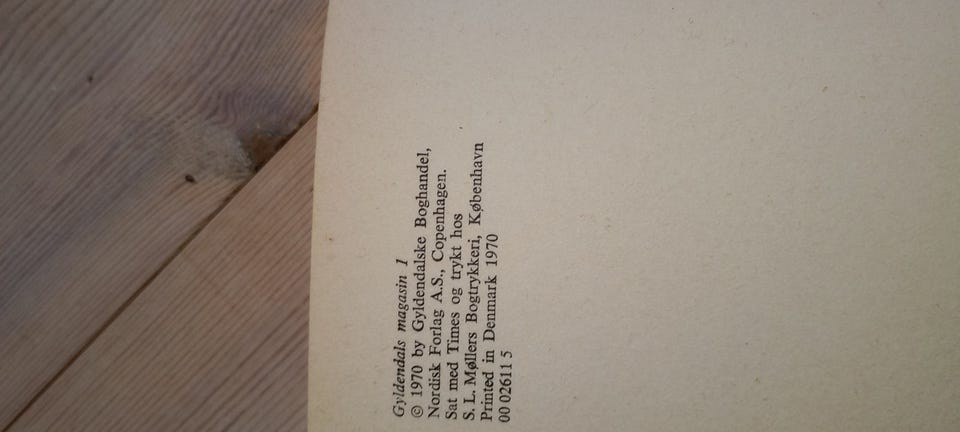 Gyldendals magasin 1
© 1970 by Gyldendalske Boghandel,
Nordisk Forlag A.S., Copenhagen.
Sat med Times og trykt hos
S. L. Møllers Bogtrykkeri, København
Printed in Denmark 1970
00 02611 5